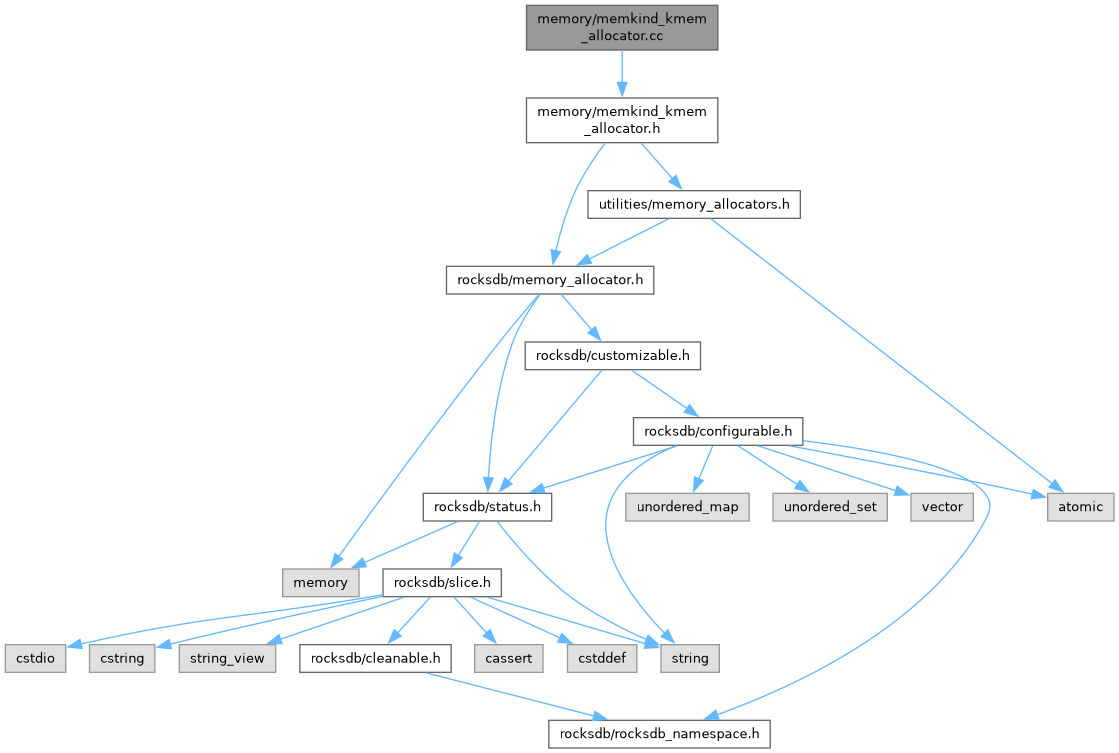 memory/memkind_kmem
_allocator.cc
memory/memkind_kmem
_allocator.h
utilities/memory_allocators.h
rocksdb/memory_allocator.h
rocksdb/customizable.h
rocksdb/configurable.h
rocksdb/status.h
unordered_map
unordered_set
vector
atomic
memory
rocksdb/slice.h
cstdio
cstring
string_view
rocksdb/cleanable.h
cassert
cstddef
string
rocksdb/rocksdb_namespace.h